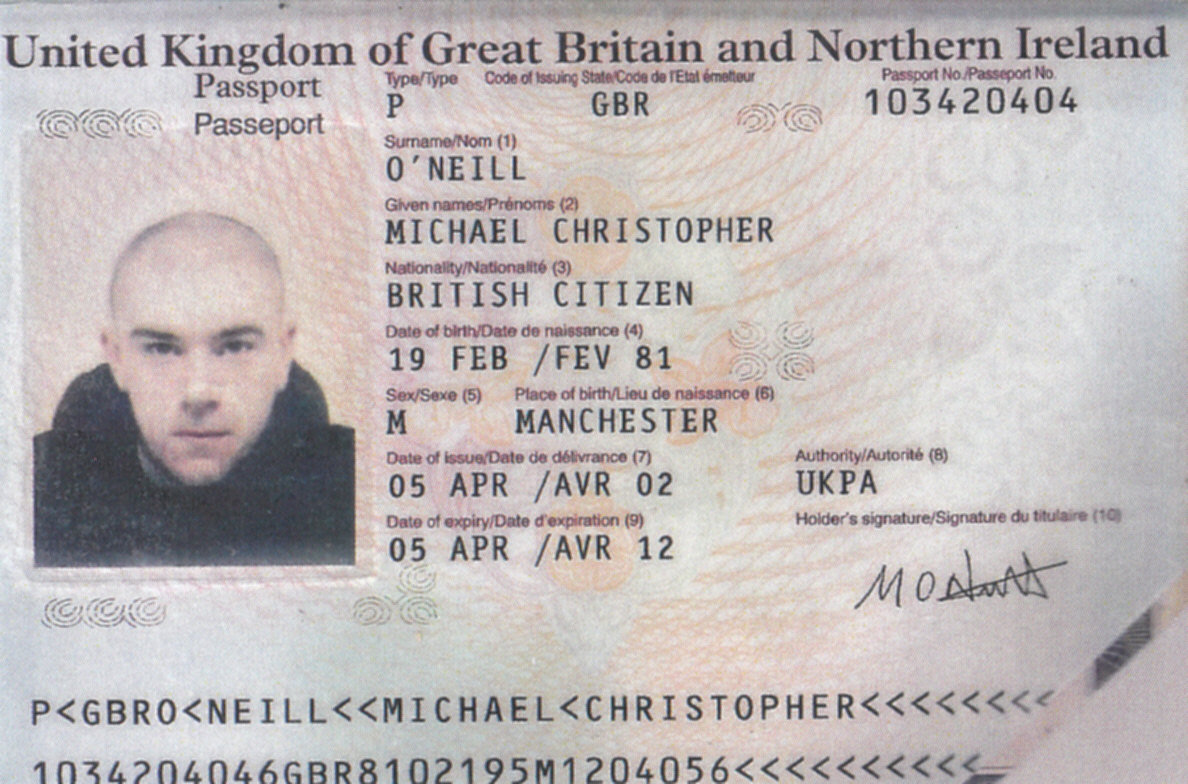 United Kingdom of Great Britain and Northern Ireland
Passport
Passeport
Type/Type Code of Issuing State/Code de l'Etat émetteur Passport No./Passeport No.
P GBR 103420404
Surname/Nom (1)
O'NEILL
Given names/Prénoms (2)
MICHAEL CHRISTOPHER
Nationality/Nationalité (3)
BRITISH CITIZEN
Date of birth/Date de naissance (4)
19 FEB /FEV 81
Sex/Sexe (5) Place of birth/Lieu de naissance (6)
M MANCHESTER
Date of issue/Date de délivrance (7) Authority/Autorité (8)
05 APR /AVR 02 UKPA
Date of expiry/Date d'expiration (9) Holder's signature/Signature du titulaire (10)
05 APR /AVR 12
P<GBRO<NEILL<<MICHAEL<CHRISTOPHER<<<<<<<<<
1034204046GBR8102195M1204056<<<<<<<<<<<